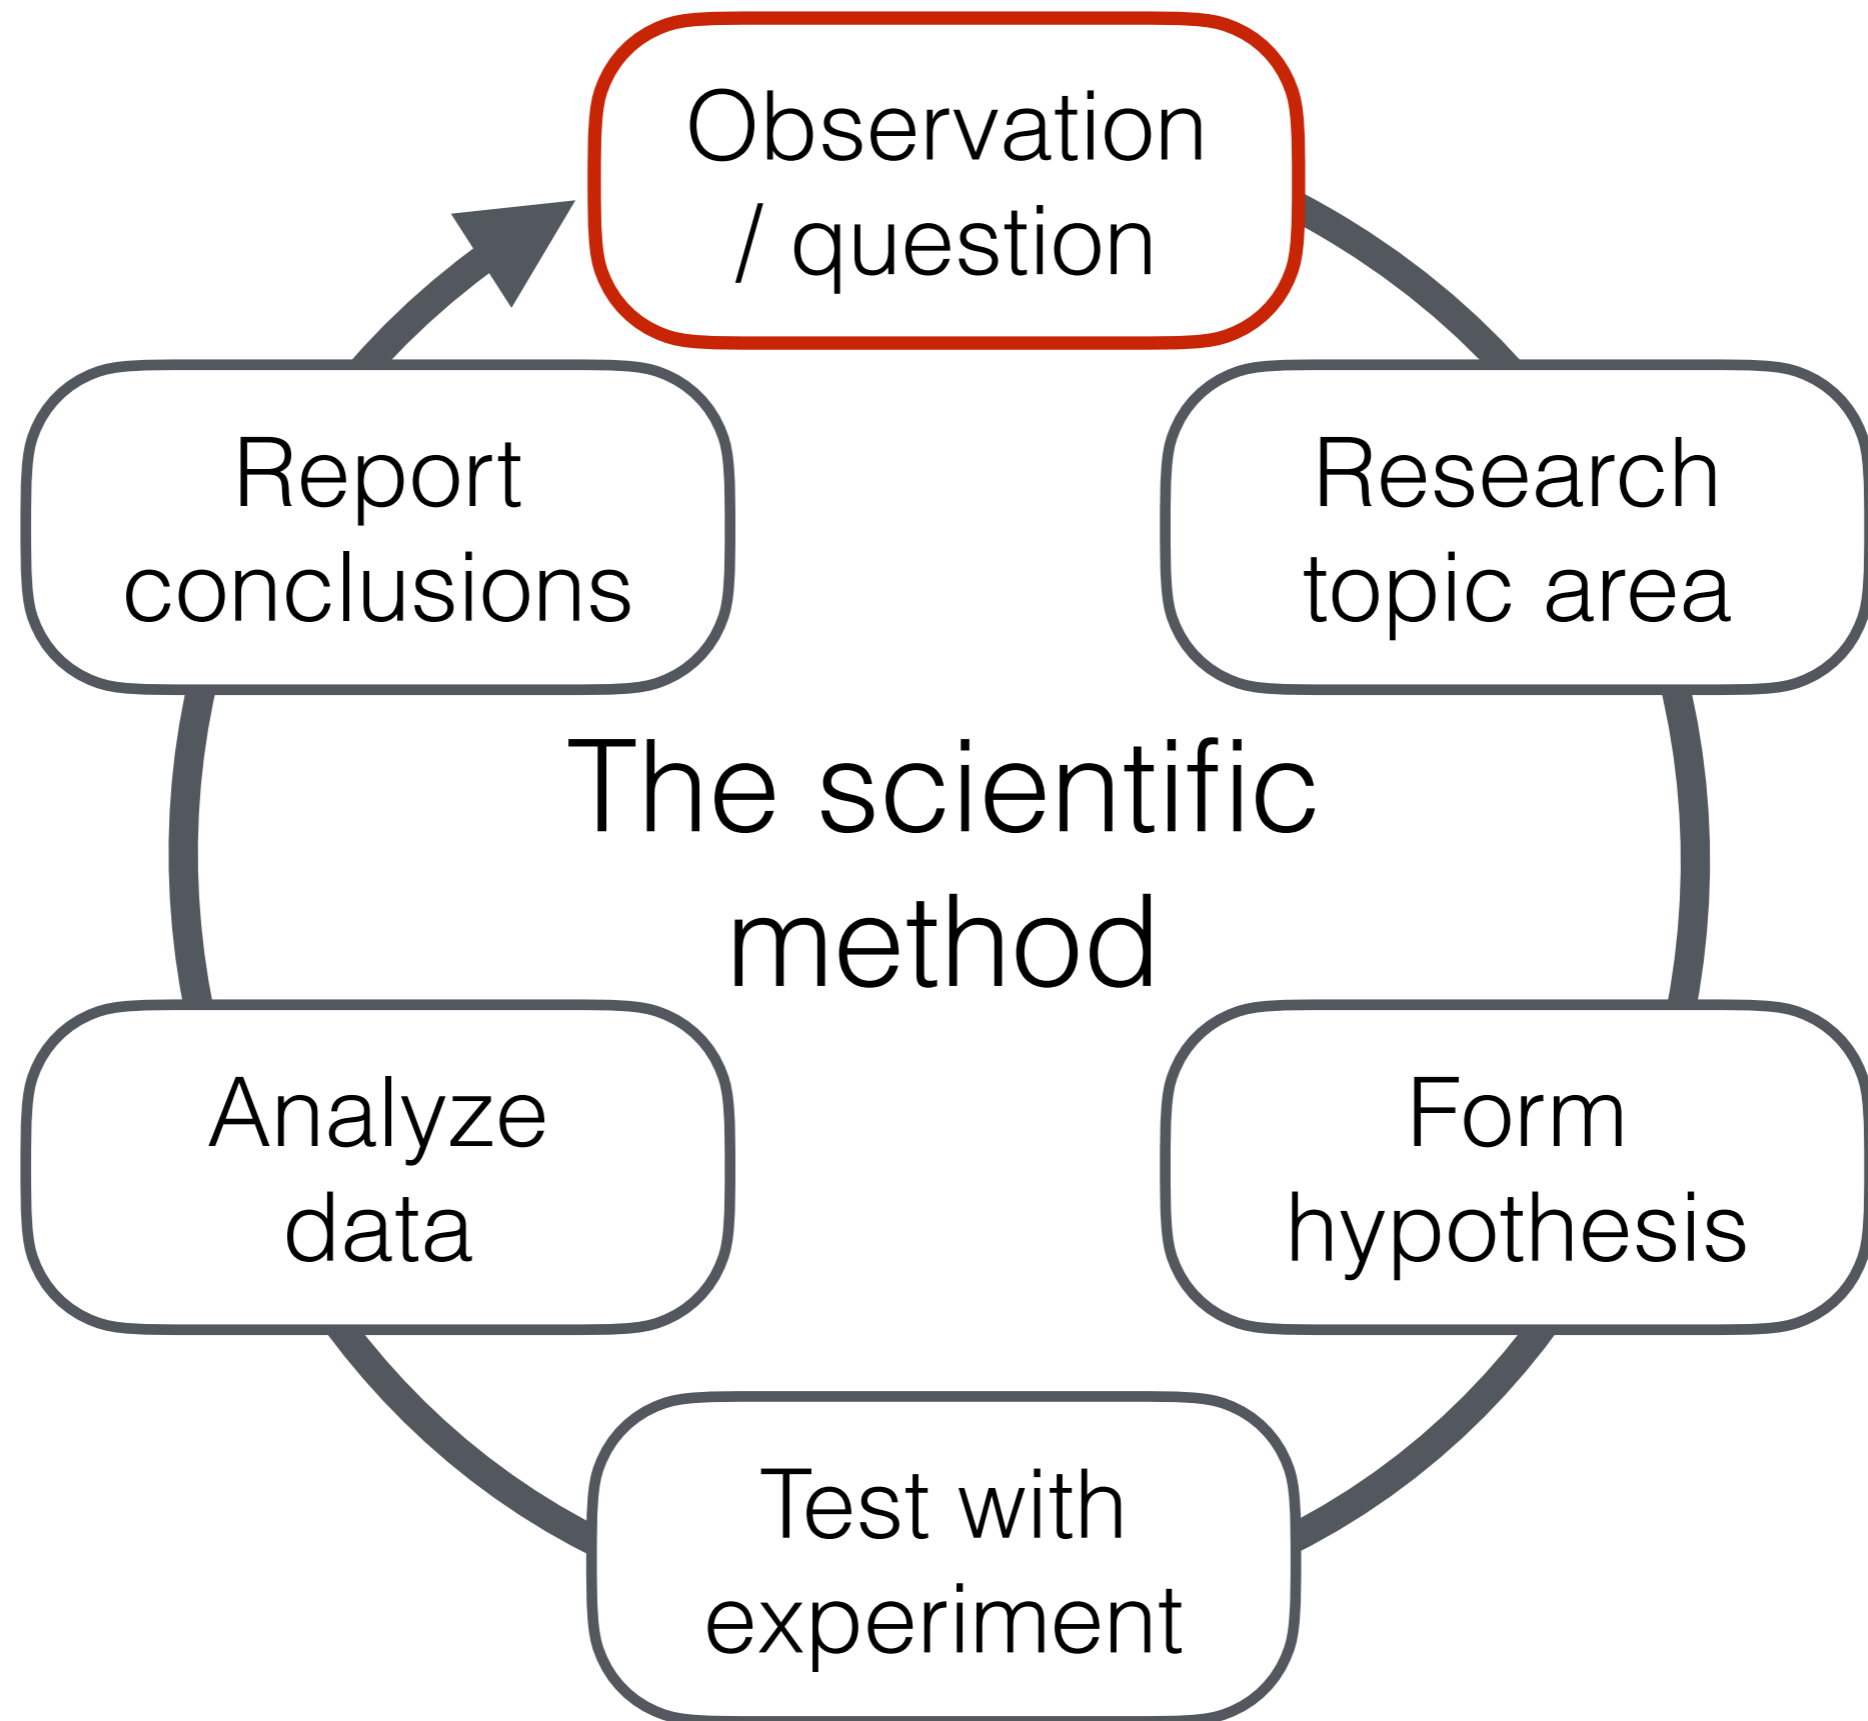 Observation
/ question
Research
topic area
Form
hypothesis
Test with
experiment
Analyze
data
Report
conclusions
The scientific
method